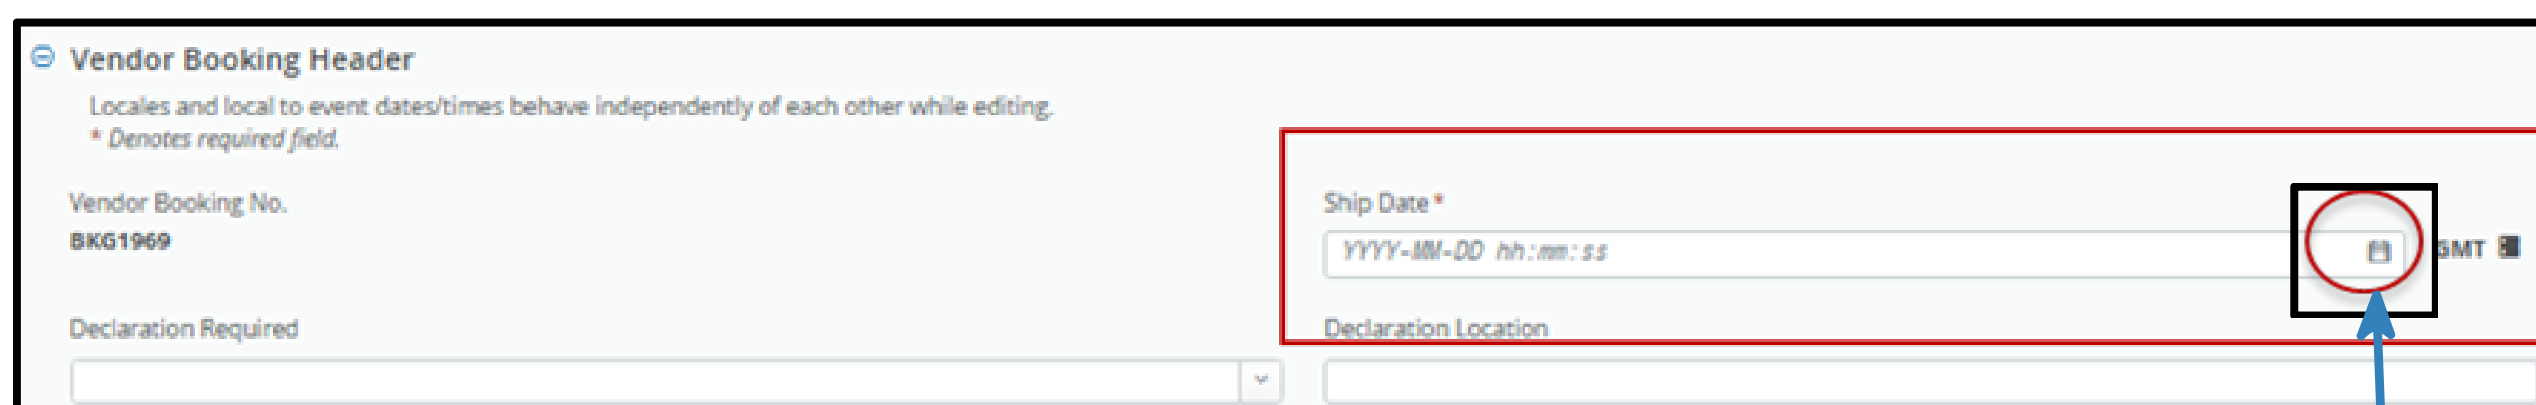 Vendor Booking Header
Locales and local to event dates/times behave independently of each other while editing.
* Denotes required field.
Vendor Booking No.
BKG1969
Ship Date *
YYYY-MM-DD hh:mm:ss
GMT
Declaration Required
Declaration Location